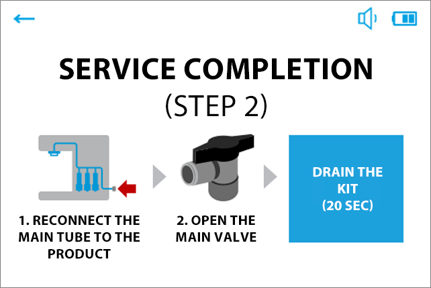 SERVICE COMPLETION
(STEP 2)
1. RECONNECT THE
MAIN TUBE TO THE
PRODUCT
2. OPEN THE
MAIN VALVE
DRAIN THE
KIT
(20 SEC)